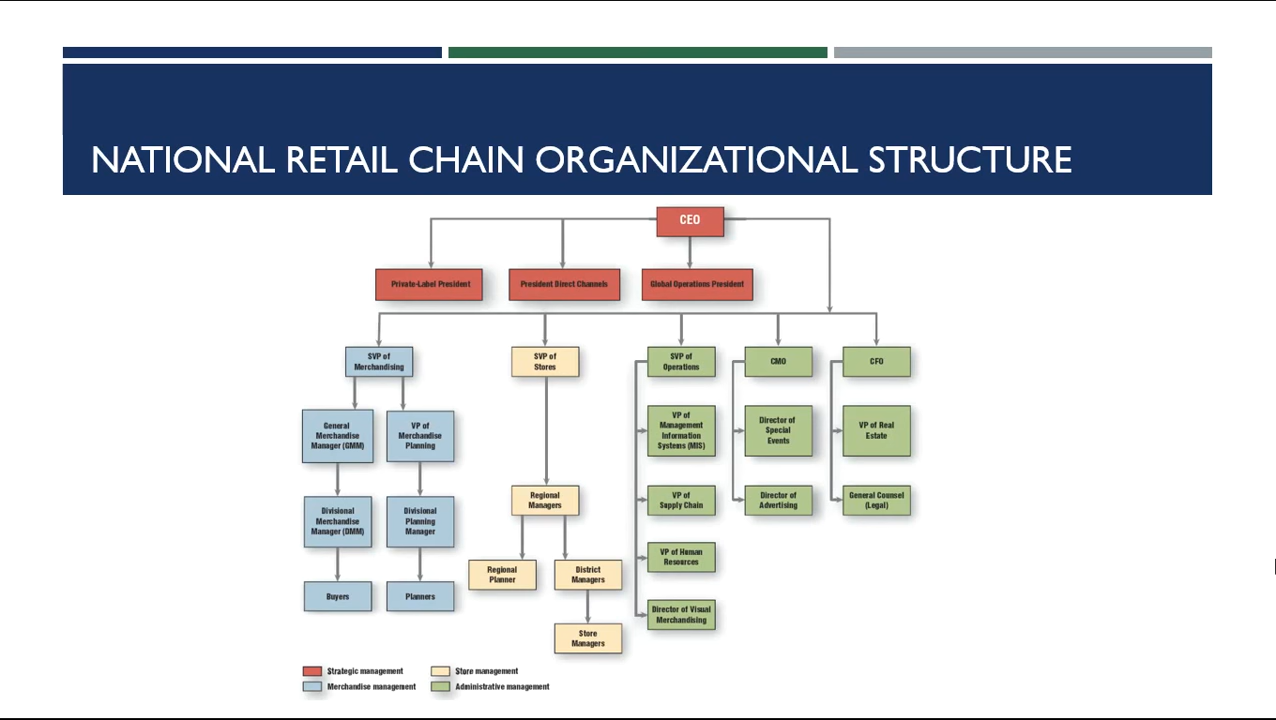 NATIONAL RETAIL CHAIN ORGANIZATIONAL STRUCTURE
CEO
Private-Label President
President Direct Channels
Global Operations President
SVP of
Merchandising
SVP of
Stores
SVP of
Operations
CMO
CFO
General
Merchandise
Manager (GMM)
VP of
Merchandise
Planning
VP of
Management
Information
Systems (MIS)
Director of
Special
Events
VP of Real
Estate
Divisional
Merchandise
Manager (DMM)
Divisional
Planning
Manager
Regional
Managers
VP of
Supply Chain
Director of
Advertising
General Counsel
(Legal)
Buyers
Planners
Regional
Planner
District
Managers
VP of Human
Resources
Store
Managers
Director of Visual
Merchandising
Strategic management
Store management
Merchandise management
Administrative management